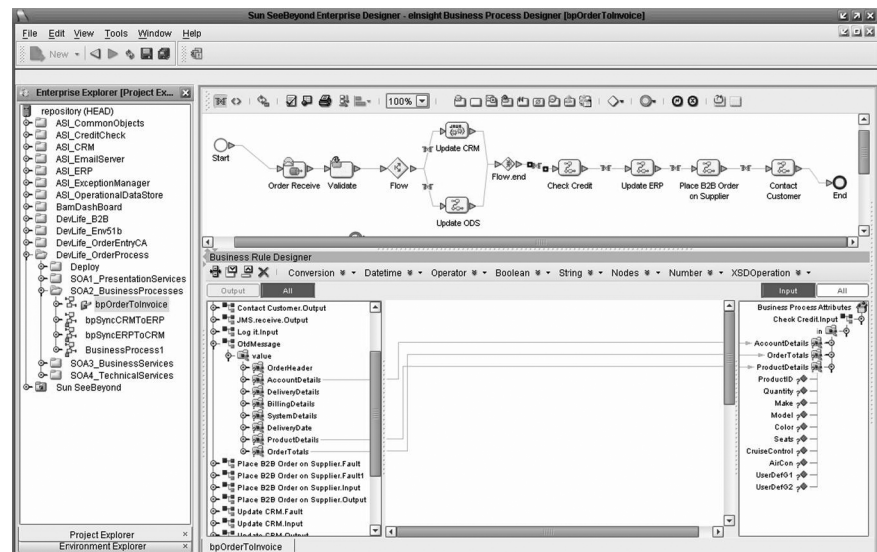 Sun SeeBeyond Enterprise Designer - eInsight Business Process Designer [bpOrderToInvoice]
File Edit View Tools Window Help
New
Enterprise Explorer [Project Ex...
repository (HEAD)
ASI_CommonObjects
ASI_CreditCheck
ASI_CRM
ASI_EmailServer
ASI_ERP
ASI_ExceptionManager
ASI_OperationalDataStore
BamDashBoard
DevLife_B2B
DevLife_Env51b
DevLife_OrderEntryCA
DevLife_OrderProcess
Deploy
SOA1_PresentationServices
SOA2_BusinessProcesses
bpOrderToInvoice
bpSyncCRMToERP
bpSyncERPToCRM
BusinessProcess1
SOA3_BusinessServices
SOA4_TechnicalServices
Sun SeeBeyond
Project Explorer
Environment Explorer
100%
Start
Order Receive
Validate
Flow
Update CRM
Update ODS
Flow.end
Check Credit
Update ERP
Place B2B Order on Supplier
Contact Customer
End
Business Rule Designer
Conversion Datetime Operator Boolean String Nodes Number XSDOperation
Output All
Input All
Contact Customer.Output
JMS.receive.Output
Log it.Input
OtdMessage
value
OrderHeader
AccountDetails
DeliveryDetails
BillingDetails
SystemDetails
DeliveryDate
ProductDetails
OrderTotals
Place B2B Order on Supplier.Fault
Place B2B Order on Supplier.Fault1
Place B2B Order on Supplier.Input
Place B2B Order on Supplier.Output
Update CRM.Fault
Update CRM.Input
Update CRM.Output
Business Process Attributes
Check Credit.Input
in
AccountDetails
OrderTotals
ProductDetails
ProductID
Quantity
Make
Model
Color
Seats
CruiseControl
AirCon
UserDefG1
UserDefG2
bpOrderToInvoice